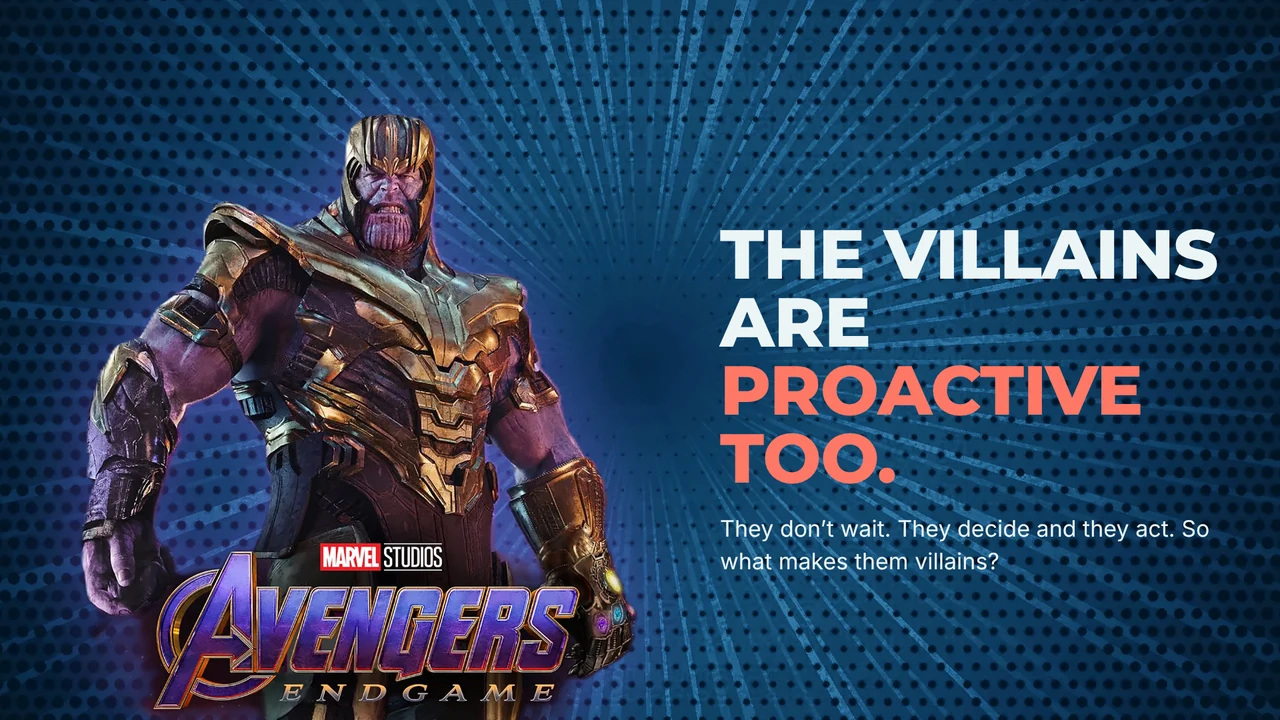 THE VILLAINS
ARE
PROACTIVE
TOO.
They don’t wait. They decide and they act. So
what makes them villains?
MARVEL STUDIOS
AVENGERS
ENDGAME